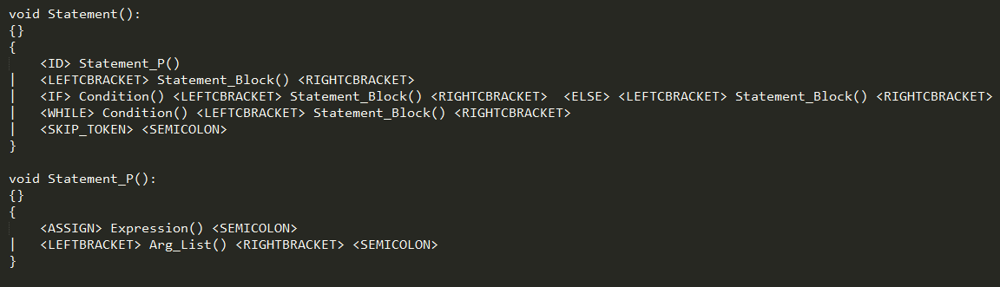 void Statement():
{}
{
    <ID> Statement_P()
|   <LEFTCBRACKET> Statement_Block() <RIGHTCBRACKET>
|   <IF> Condition() <LEFTCBRACKET> Statement_Block() <RIGHTCBRACKET>  <ELSE> <LEFTCBRACKET> Statement_Block() <RIGHTCBRACKET>
|   <WHILE> Condition() <LEFTCBRACKET> Statement_Block() <RIGHTCBRACKET>
|   <SKIP_TOKEN> <SEMICOLON>
}

void Statement_P():
{}
{
    <ASSIGN> Expression() <SEMICOLON>
|   <LEFTBRACKET> Arg_List() <RIGHTBRACKET> <SEMICOLON>
}